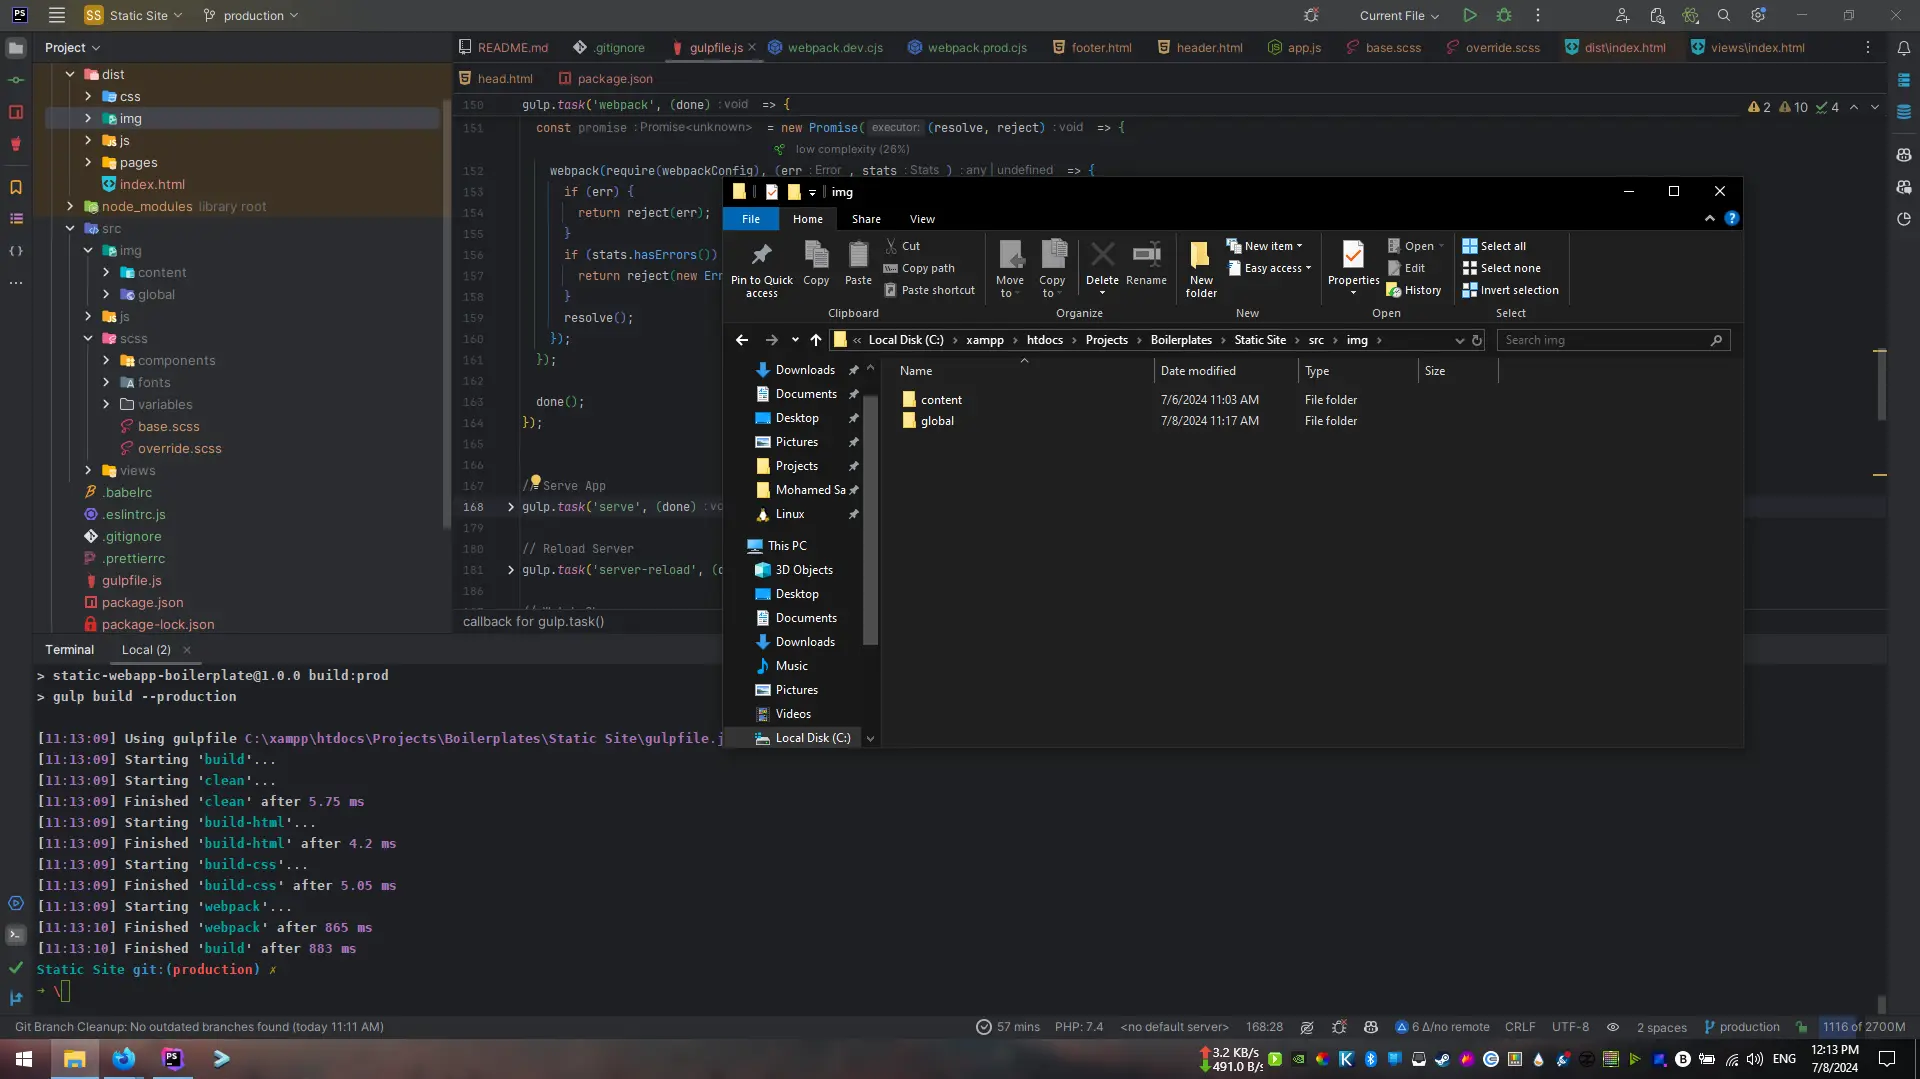 PS
SS Static Site
production
Current File
Project
README.md
.gitignore
gulpfile.js
webpack.dev.cjs
webpack.prod.cjs
footer.html
header.html
app.js
base.scss
override.scss
dist\index.html
views\index.html
head.html
package.json
dist
css
img
js
pages
index.html
node_modules library root
src
img
content
global
js
scss
components
fonts
variables
base.scss
override.scss
views
.babelrc
.eslintrc.js
.gitignore
.prettierrc
gulpfile.js
package.json
package-lock.json
2 10 4
150 gulp.task('webpack', (done) : void => {
151 const promise : Promise<unknown> = new Promise( executor: (resolve, reject) : void => {
low complexity (26%)
152 webpack(require(webpackConfig), (err : Error , stats : Stats ) : any | undefined => {
153 if (err) {
154 return reject(err);
155 }
156 if (stats.hasErrors())
157 return reject(new Err
158 }
159 resolve();
160 });
161 });
162
163 done();
164 });
165
166
167 // Serve App
168 gulp.task('serve', (done) : vo
179
180 // Reload Server
181 gulp.task('server-reload', (d
186
callback for gulp.task()
img
File
Home
Share
View
Pin to Quick access
Copy
Paste
Cut
Copy path
Paste shortcut
Clipboard
Move to
Copy to
Delete
Rename
Organize
New folder
New item
Easy access
New
Properties
Open
Edit
History
Open
Select all
Select none
Invert selection
Select
« Local Disk (C:) › xampp › htdocs › Projects › Boilerplates › Static Site › src › img ›
Search img
Downloads
Documents
Desktop
Pictures
Projects
Mohamed Sa
Linux
This PC
3D Objects
Desktop
Documents
Downloads
Music
Pictures
Videos
Local Disk (C:)
Name Date modified Type Size
content 7/6/2024 11:03 AM File folder
global 7/8/2024 11:17 AM File folder
Terminal
Local (2)
> static-webapp-boilerplate@1.0.0 build:prod
> gulp build --production
[11:13:09] Using gulpfile C:\xampp\htdocs\Projects\Boilerplates\Static Site\gulpfile.j
[11:13:09] Starting 'build'...
[11:13:09] Starting 'clean'...
[11:13:09] Finished 'clean' after 5.75 ms
[11:13:09] Starting 'build-html'...
[11:13:09] Finished 'build-html' after 4.2 ms
[11:13:09] Starting 'build-css'...
[11:13:09] Finished 'build-css' after 5.05 ms
[11:13:09] Starting 'webpack'...
[11:13:10] Finished 'webpack' after 865 ms
[11:13:10] Finished 'build' after 883 ms
Static Site git:(production) ✗
→ \
Git Branch Cleanup: No outdated branches found (today 11:11 AM)
57 mins
PHP: 7.4
<no default server>
168:28
6 Δ/no remote
CRLF
UTF-8
2 spaces
production
1116 of 2700M
PS
3.2 KB/s
491.0 B/s
ENG
12:13 PM
7/8/2024